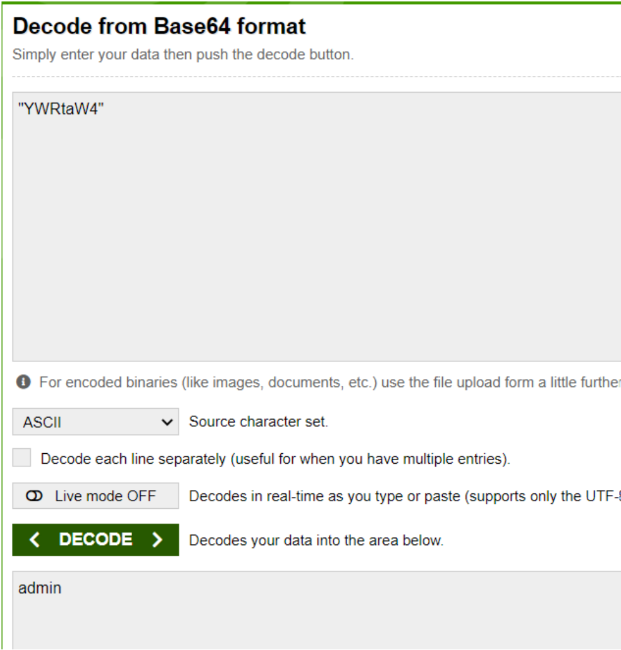 Decode from Base64 format
Simply enter your data then push the decode button.
"YWRtaW4"
For encoded binaries (like images, documents, etc.) use the file upload form a little further
ASCII
Source character set.
Decode each line separately (useful for when you have multiple entries).
Live mode OFF
Decodes in real-time as you type or paste (supports only the UTF-8
DECODE
Decodes your data into the area below.
admin